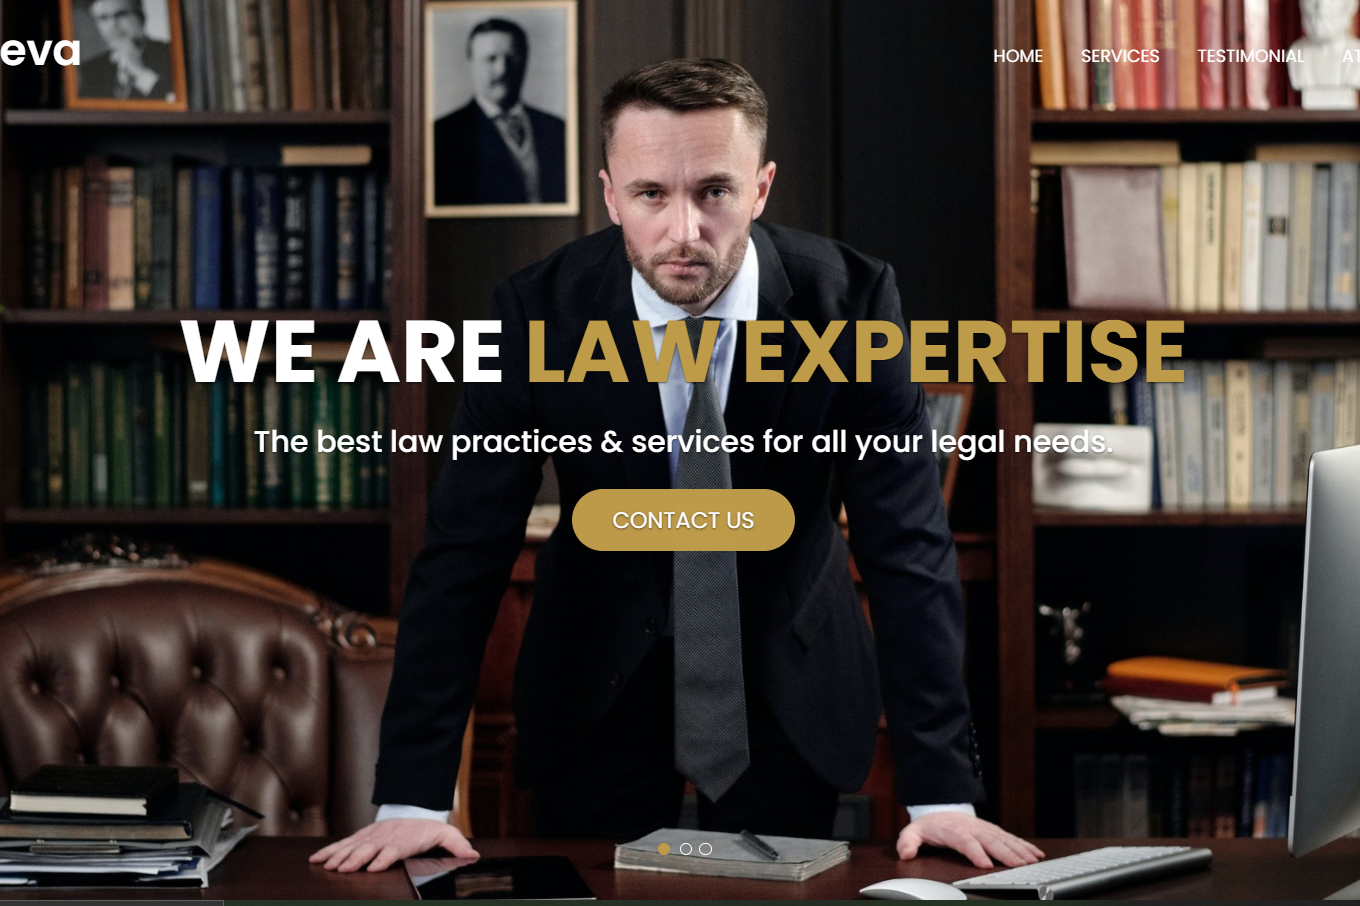 eva
HOME SERVICES TESTIMONIAL AT
WE ARE LAW EXPERTISE
The best law practices & services for all your legal needs.
CONTACT US